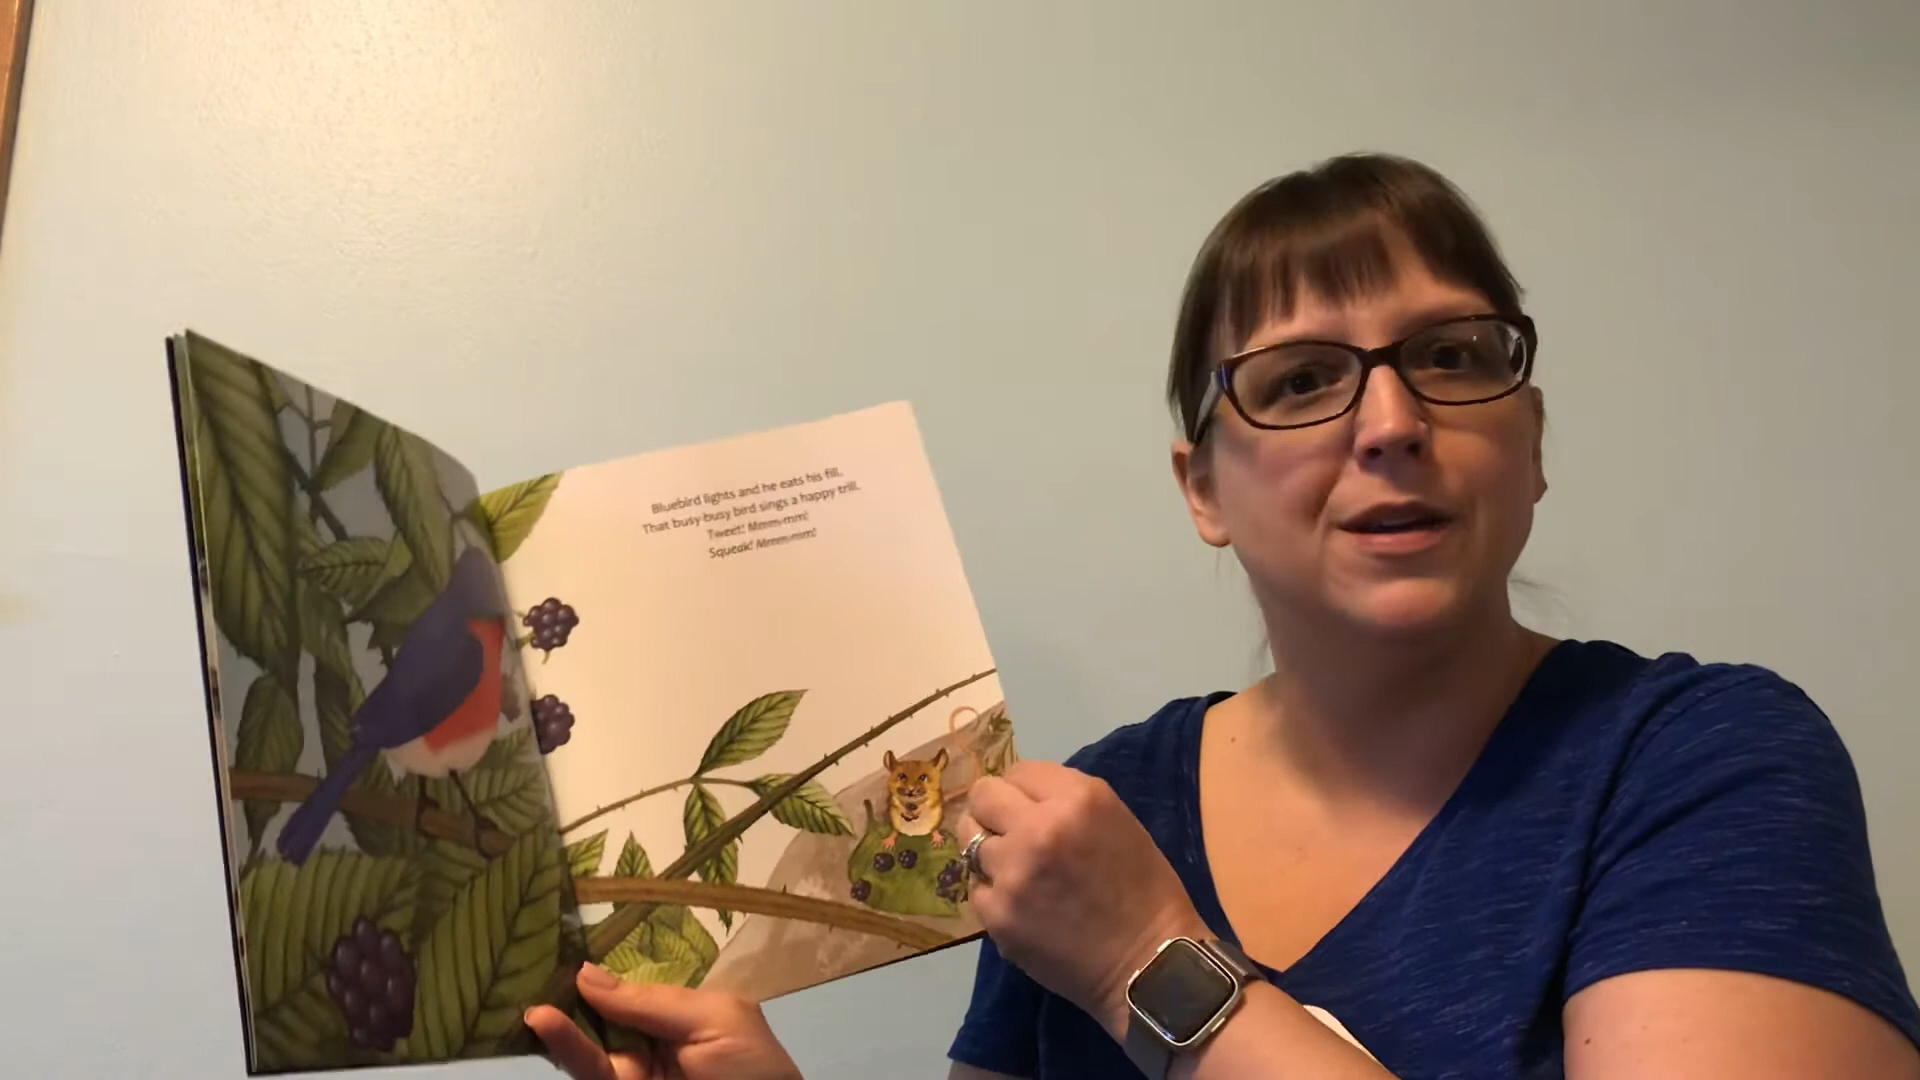 Bluebird lights and he eats his fill.
That busy-busy bird sings a happy trill.
Tweet! Mmm-mm!
Squeak! Mmm-mm!